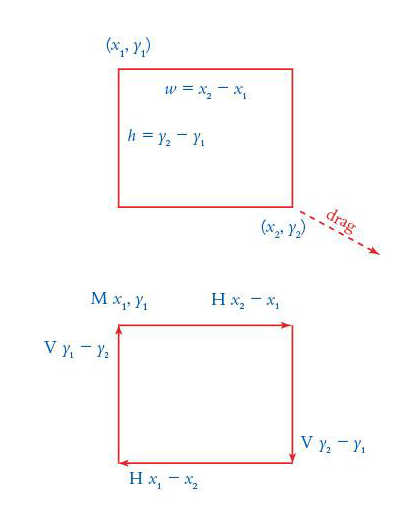 (x₁, y₁)
w = x₂ − x₁
h = y₂ − y₁
(x₂, y₂)
drag
M x₁, y₁
H x₂ − x₁
V y₁ − y₂
V y₂ − y₁
H x₁ − x₂